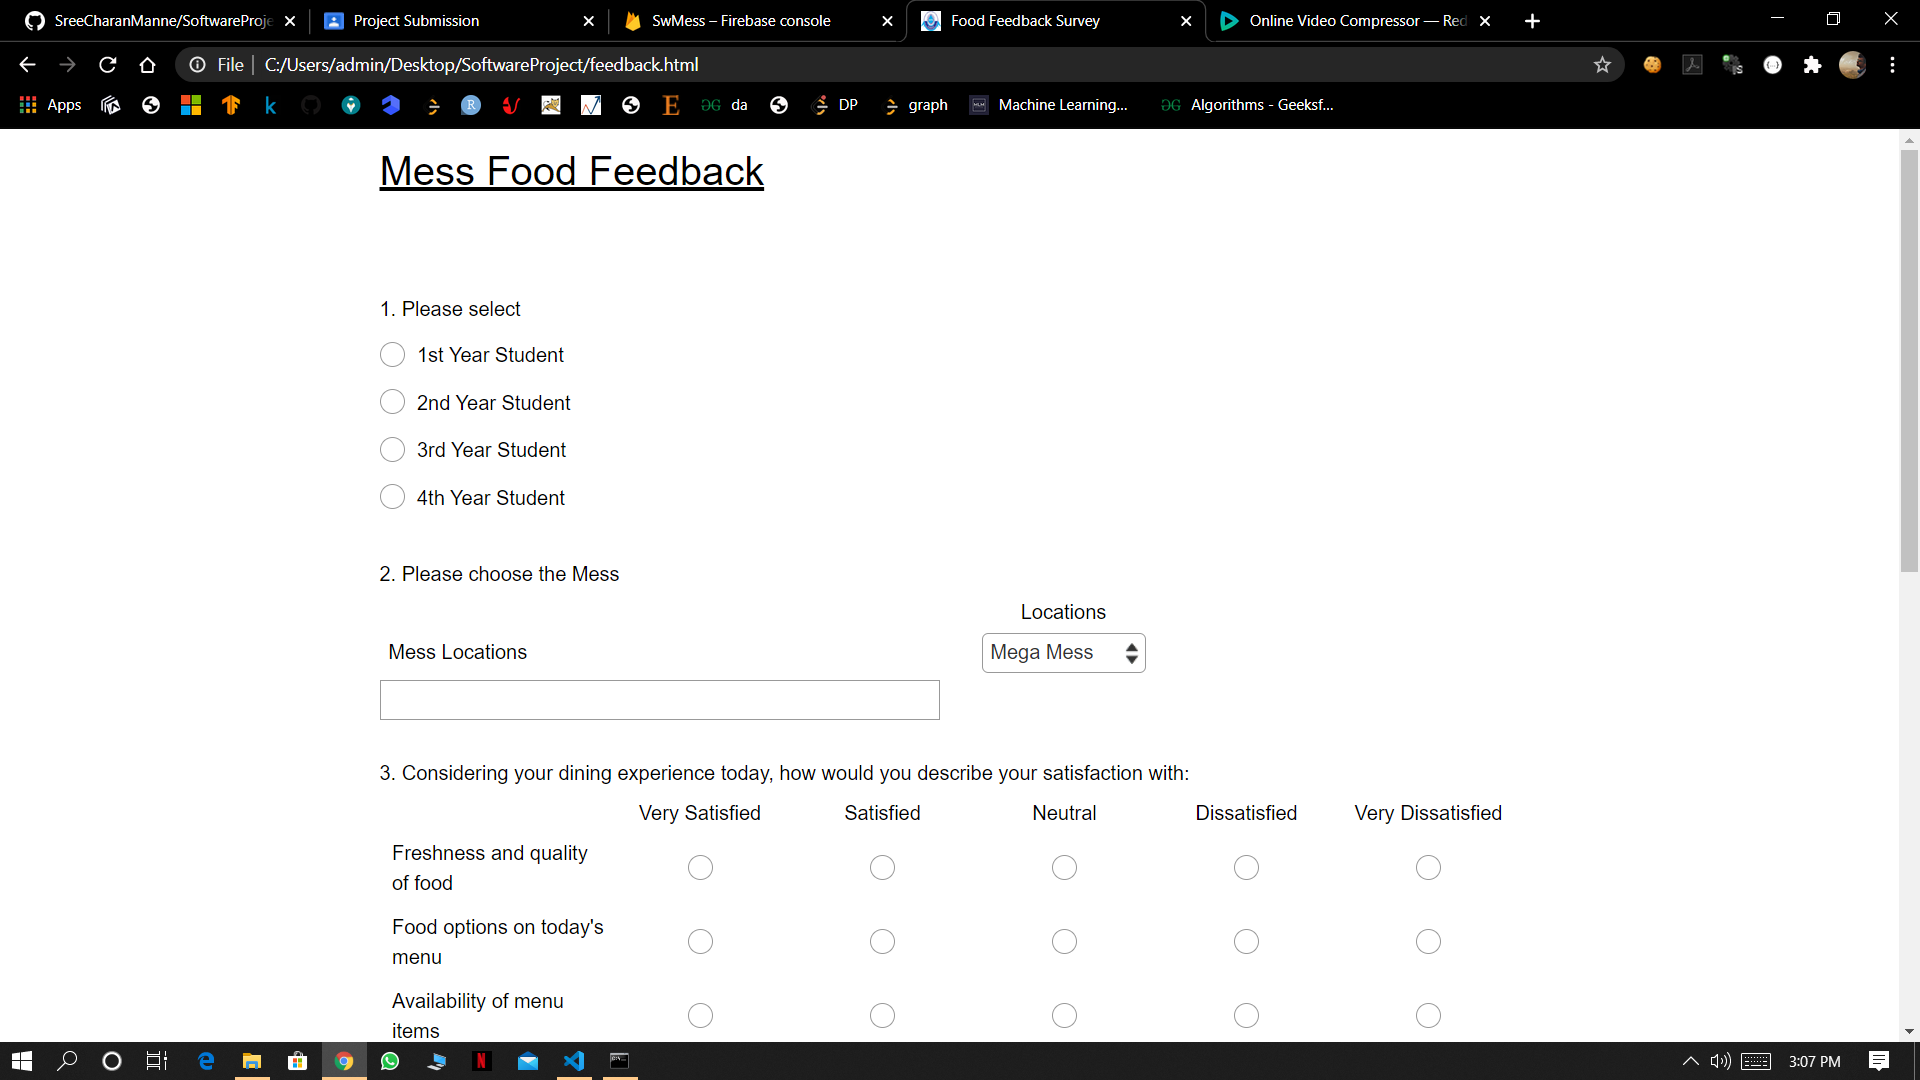 SreeCharanManne/SoftwareProje
Project Submission
SwMess – Firebase console
Food Feedback Survey
Online Video Compressor — Red
File
C:/Users/admin/Desktop/SoftwareProject/feedback.html
Apps
da
DP
graph
Machine Learning...
Algorithms - Geeksf...
Mess Food Feedback
1. Please select
1st Year Student
2nd Year Student
3rd Year Student
4th Year Student
2. Please choose the Mess
Locations
Mess Locations
Mega Mess
3. Considering your dining experience today, how would you describe your satisfaction with:
Very Satisfied
Satisfied
Neutral
Dissatisfied
Very Dissatisfied
Freshness and quality
of food
Food options on today's
menu
Availability of menu
items
3:07 PM